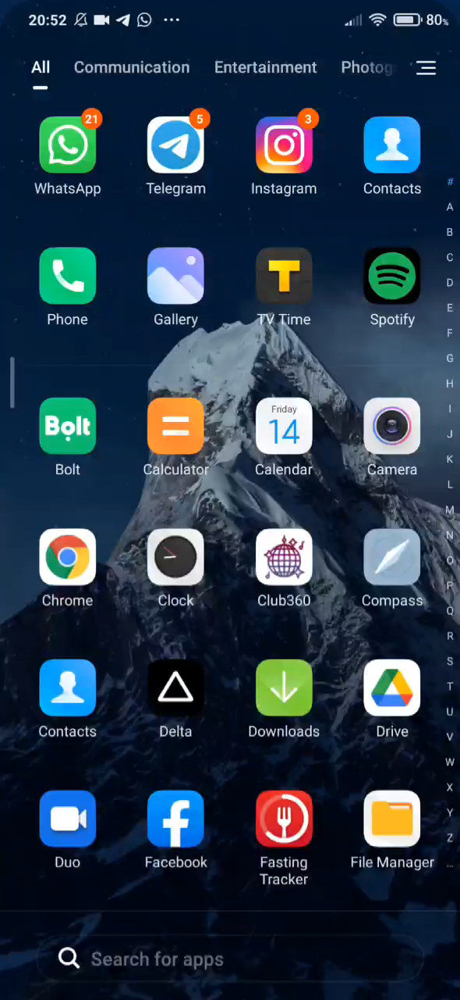 20:52 ... 80%
All Communication Entertainment Photog
21 5 3
WhatsApp Telegram Instagram Contacts
#
A
B
C
D
E
F
G
H
I
J
K
L
M
N
O
P
Q
R
S
T
U
V
W
X
Y
Z
...
T
Phone Gallery TV Time Spotify
Bolt Friday
14
Bolt Calculator Calendar Camera
Chrome Clock Club360 Compass
Contacts Delta Downloads Drive
Duo Facebook Fasting Tracker File Manager
Search for apps